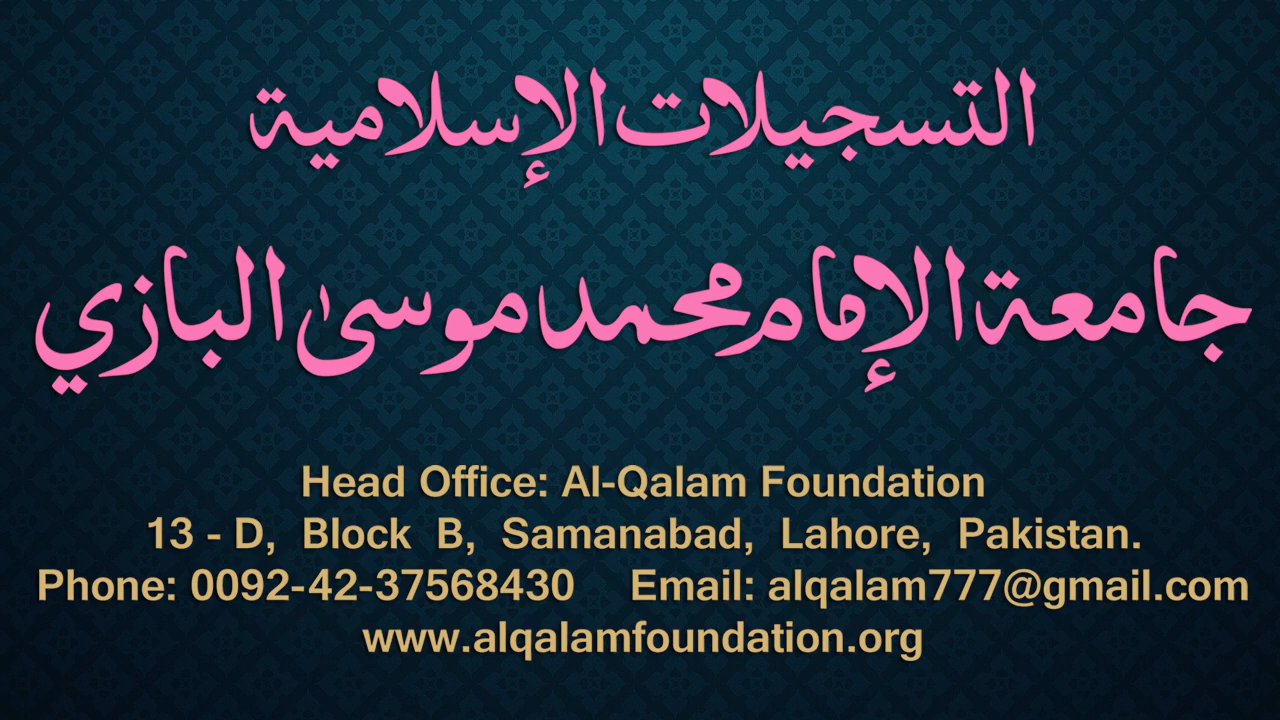 التسجيلات الإسلامية
جامعة الإمام محمد موسىٰ البازي
Head Office: Al-Qalam Foundation
13 - D, Block B, Samanabad, Lahore, Pakistan.
Phone: 0092-42-37568430 Email: alqalam777@gmail.com
www.alqalamfoundation.org